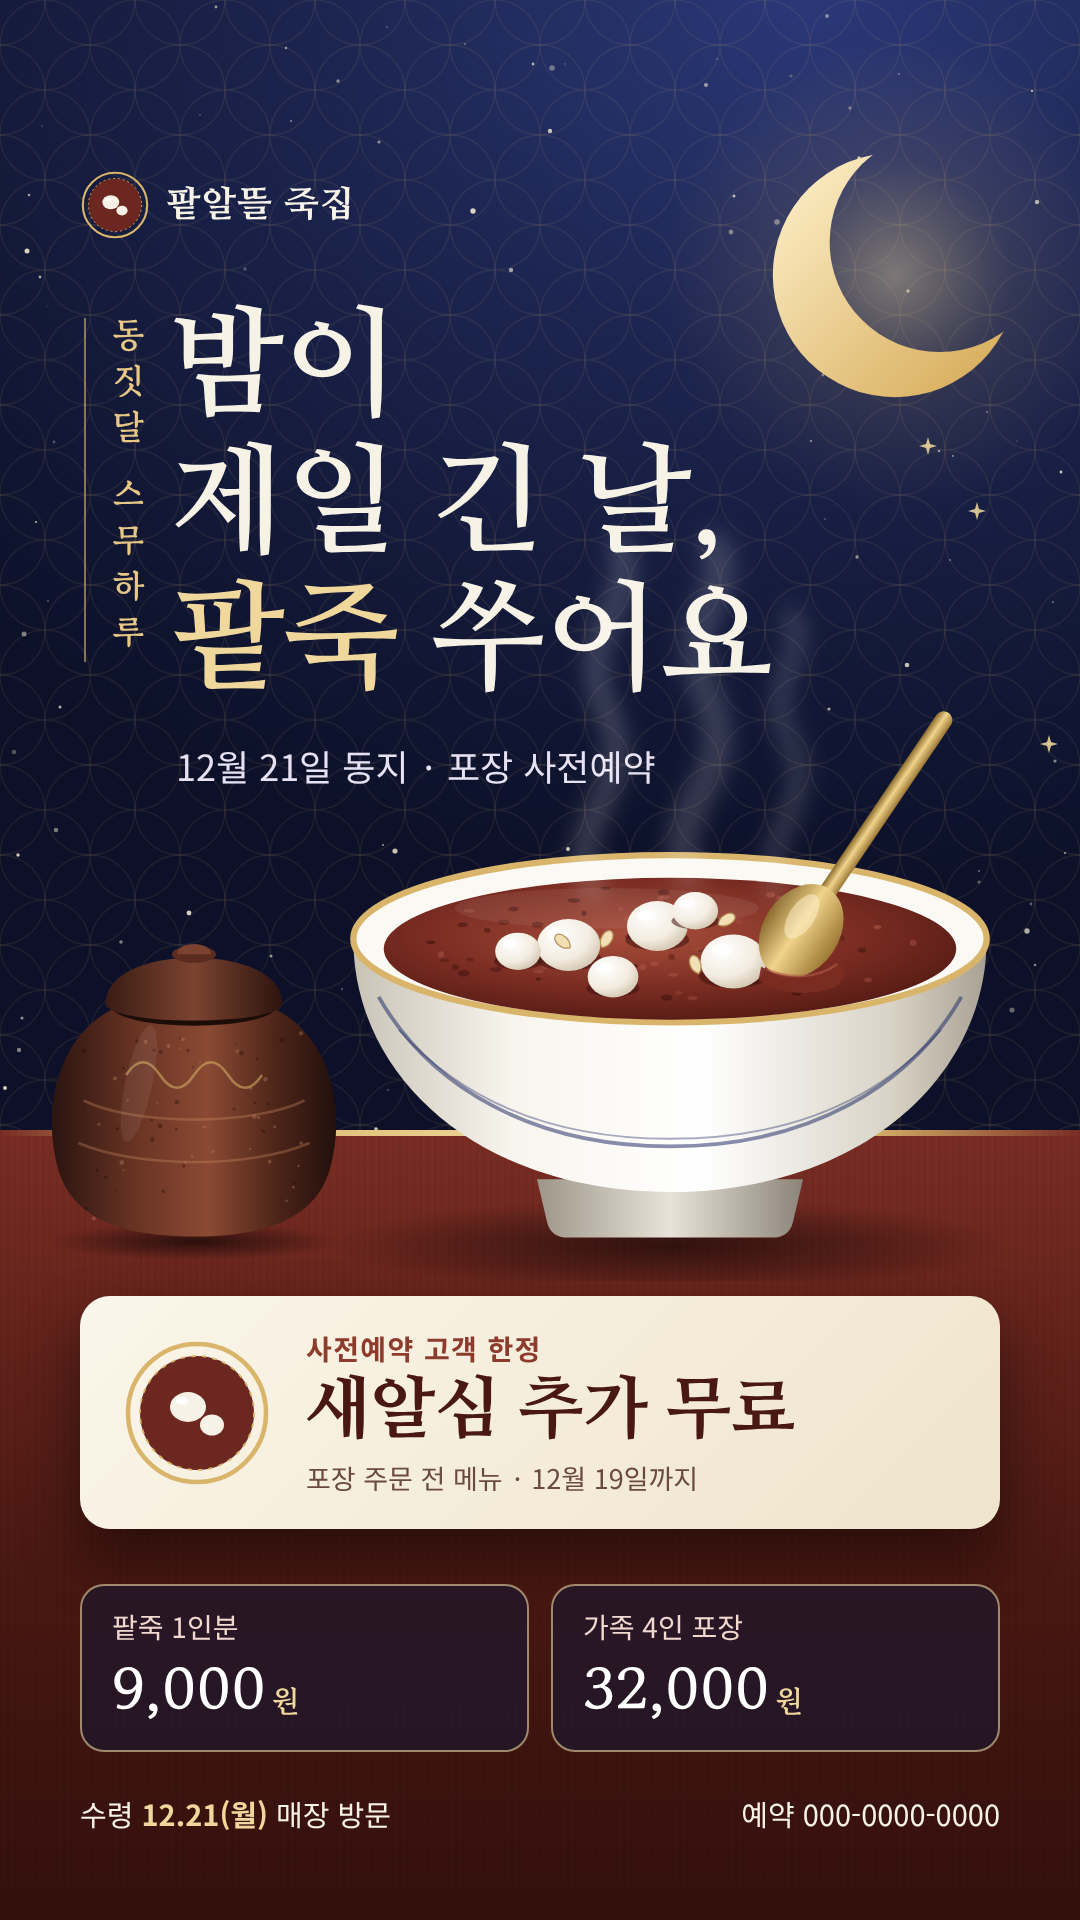 팥알뜰 죽집
동짓달 스무하루
밤이
제일 긴 날,
팥죽 쑤어요
12월 21일 동지 · 포장 사전예약
사전예약 고객 한정
새알심 추가 무료
포장 주문 전 메뉴 · 12월 19일까지
팥죽 1인분
9,000원
가족 4인 포장
32,000원
수령 12.21(월) 매장 방문
예약 000-0000-0000